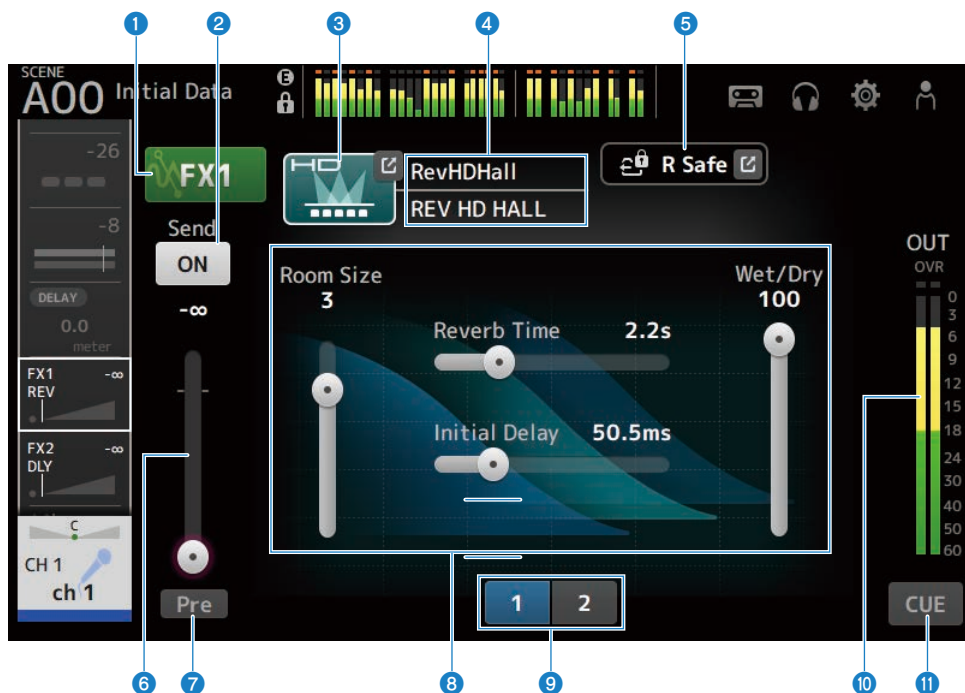 1 2 3 4 5
SCENE
A00 Initial Data
E
-26
FX1
HD
RevHDHall
REV HD HALL
R Safe
-8
Send
ON
OUT
OVR
DELAY
0.0
meter
-∞
Room Size
3
Wet/Dry
100
Reverb Time 2.2s
Initial Delay 50.5ms
0
3
6
9
12
15
18
24
30
40
50
60
FX1 -∞
REV
FX2 -∞
DLY
C
CH 1
ch 1
Pre
1 2
CUE
6 7 8 9 10 11